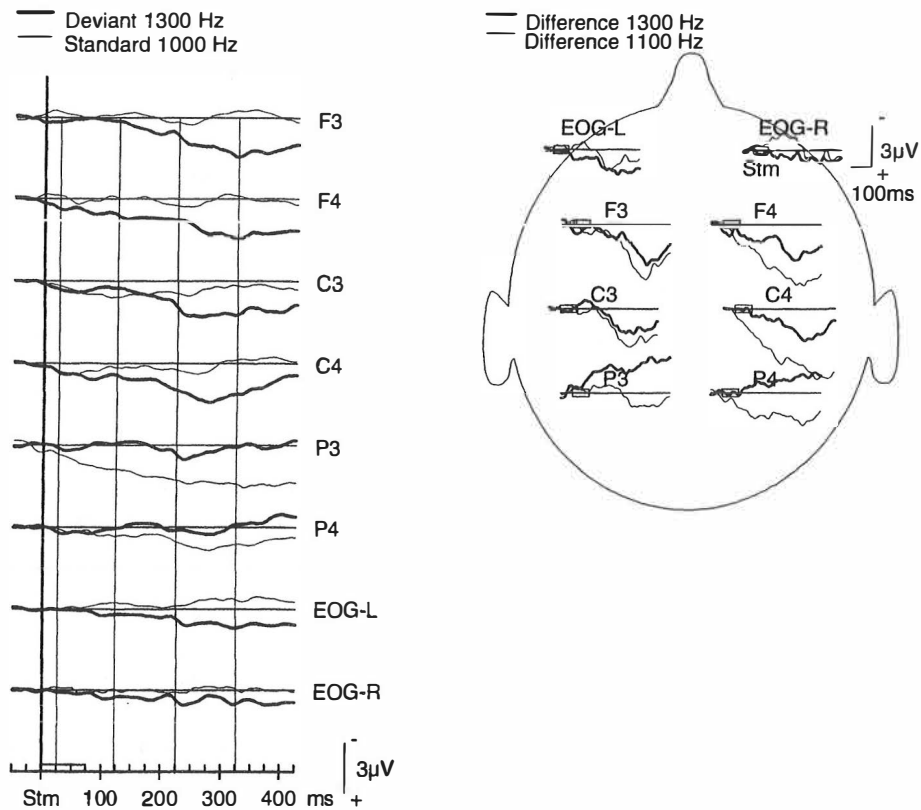 Deviant 1300 Hz
Standard 1000 Hz
F3
F4
C3
C4
P3
P4
EOG-L
EOG-R
-
3µV
+
Stm 100 200 300 400 ms
Difference 1300 Hz
Difference 1100 Hz
EOG-L
EOG-R
-
3µV
+
100ms
Stm
F3
F4
C3
C4
P3
P4